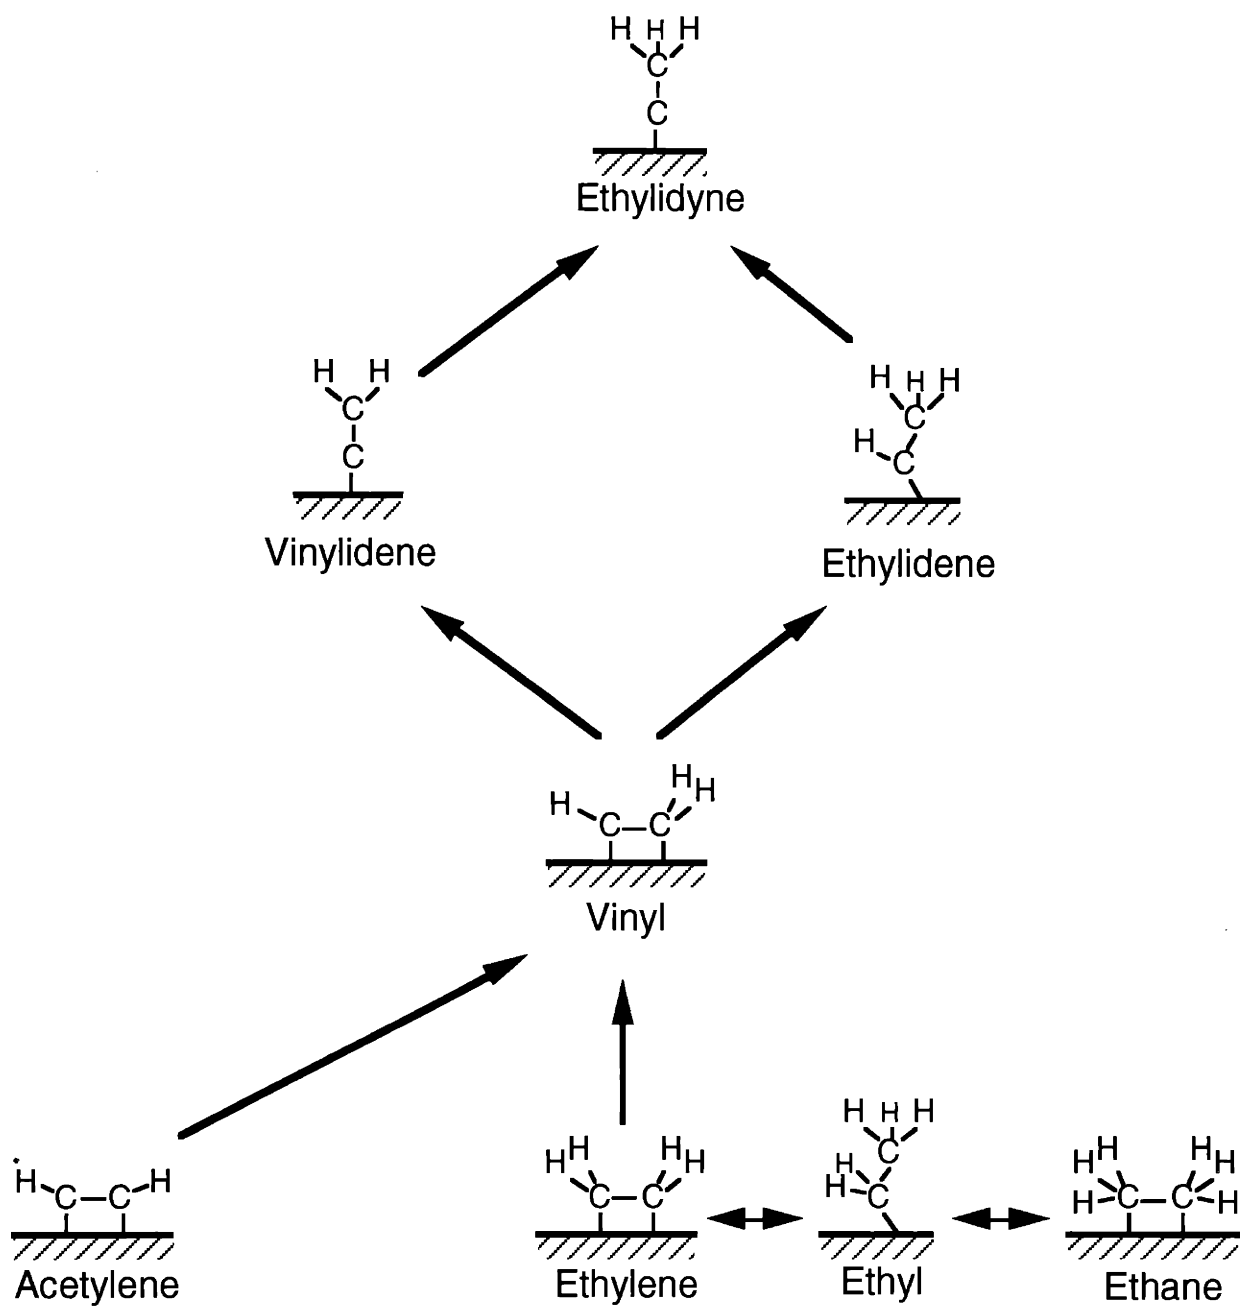 H H H
C
C
Ethylidyne
H H
C
C
Vinylidene
H H H
C
H
C
Ethylidene
H H
H
C C
Vinyl
H H
C C
Acetylene
H H H H
H H
C C
Ethylene
H H H
C
H
H C
Ethyl
H H H H
H H
H C C H
Ethane